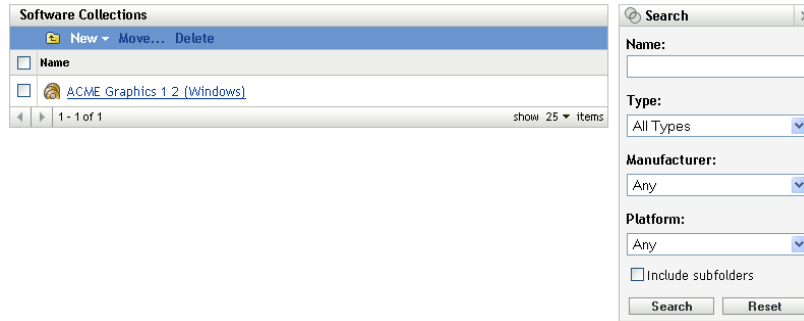 Software Collections
New Move... Delete
Name
ACME Graphics 1 2 (Windows)
1 - 1 of 1 show 25 items
Search
Name:
Type:
All Types
Manufacturer:
Any
Platform:
Any
Include subfolders
Search Reset